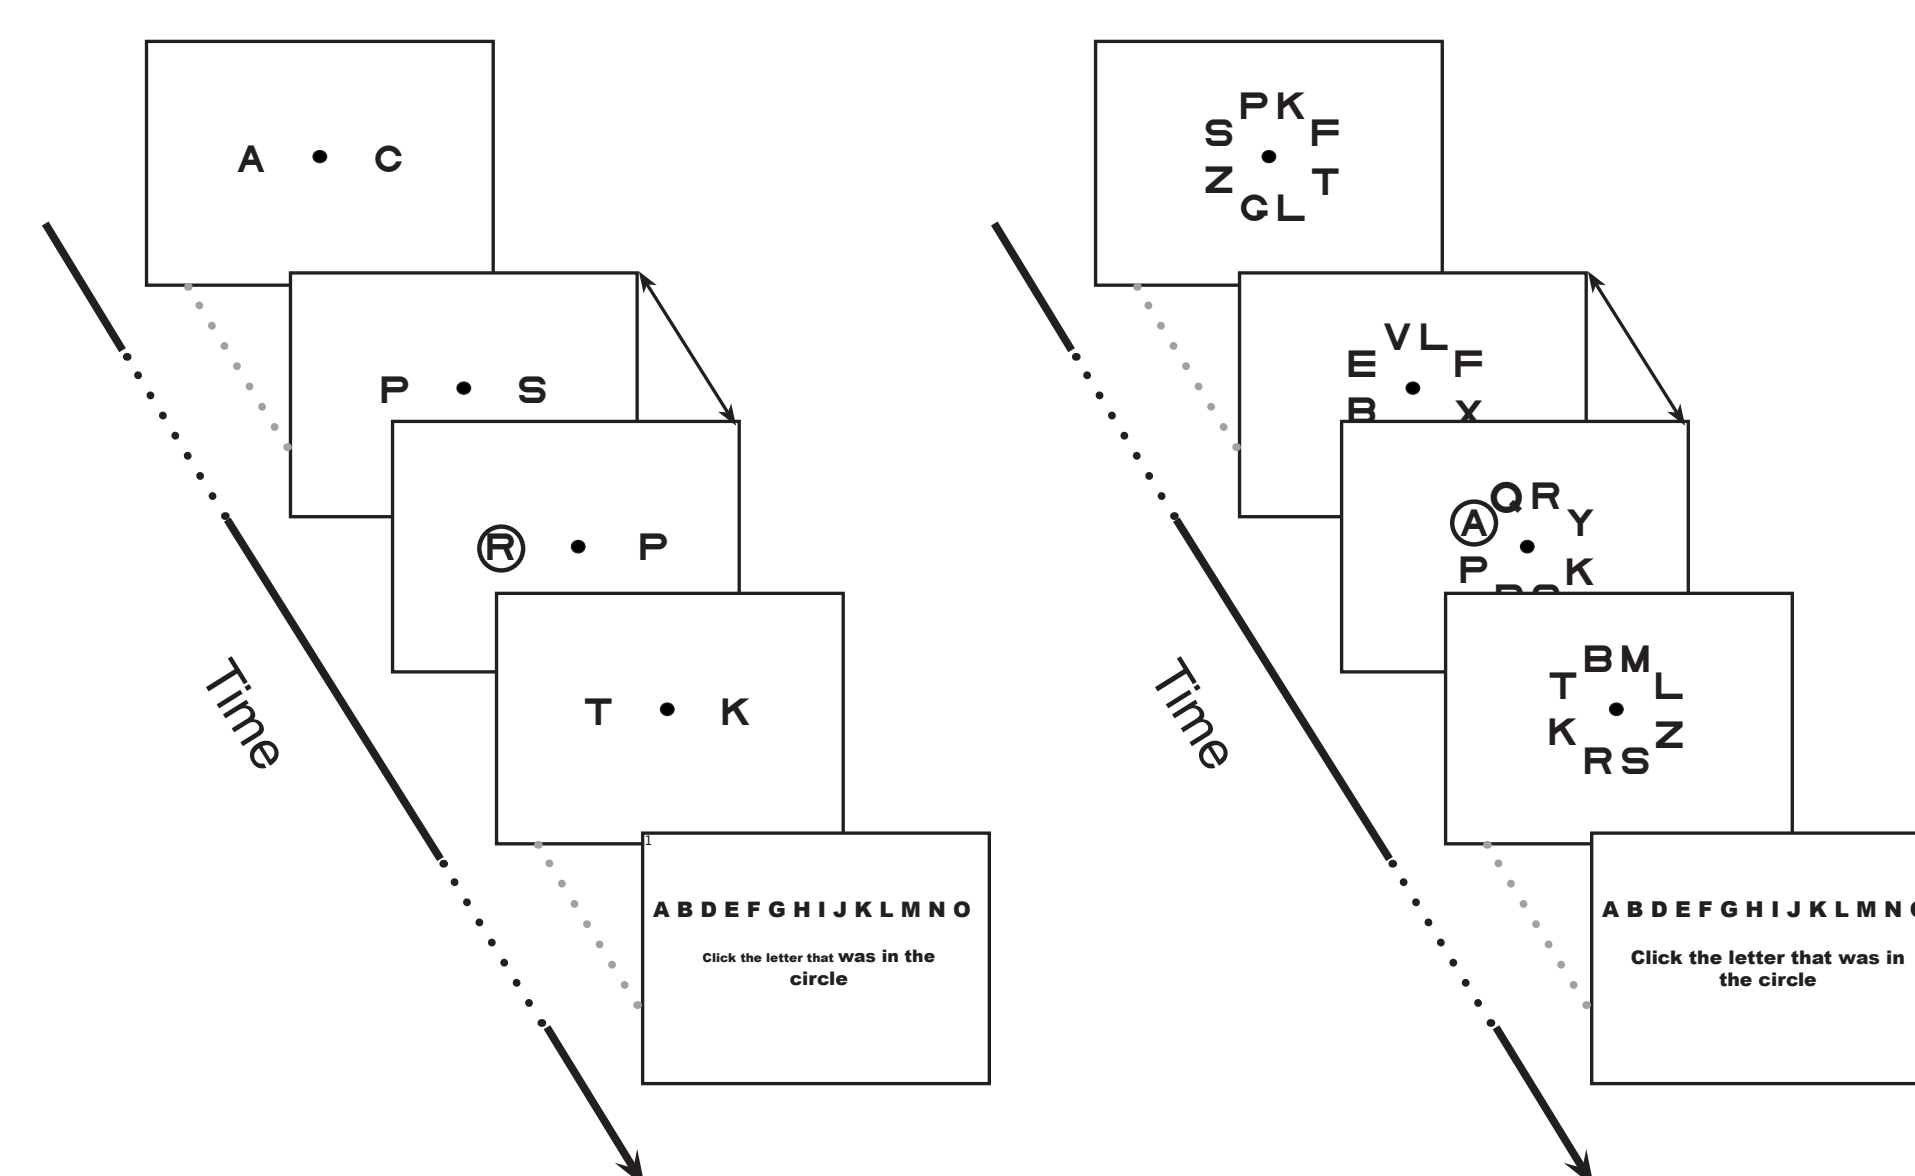 A C
P S
R P
T K
1
A B D E F G H I J K L M N O
Click the letter that was in the
circle
Time
P K
S F
Z T
G L
V L
E F
B X
Q R
A Y
P K
B M
T L
K Z
R S
A B D E F G H I J K L M N
Click the letter that was in
the circle
Time